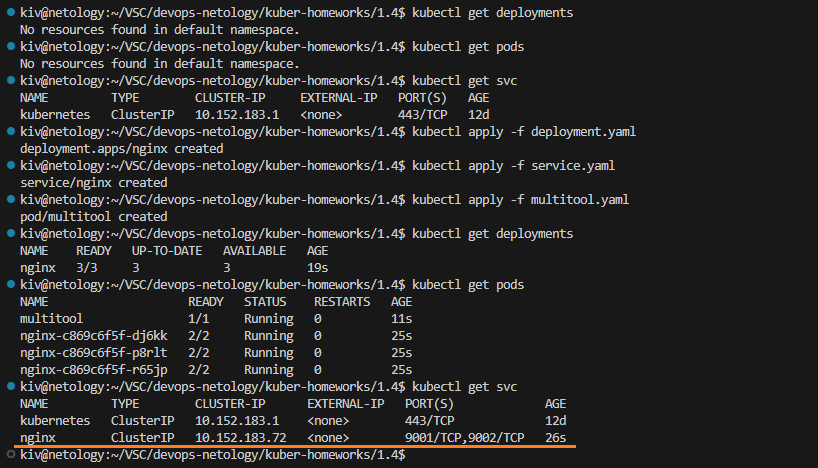 kiv@netology:~/VSC/devops-netology/kuber-homeworks/1.4$ kubectl get deployments
No resources found in default namespace.
kiv@netology:~/VSC/devops-netology/kuber-homeworks/1.4$ kubectl get pods
No resources found in default namespace.
kiv@netology:~/VSC/devops-netology/kuber-homeworks/1.4$ kubectl get svc
NAME         TYPE        CLUSTER-IP     EXTERNAL-IP   PORT(S)   AGE
kubernetes   ClusterIP   10.152.183.1   <none>        443/TCP   12d
kiv@netology:~/VSC/devops-netology/kuber-homeworks/1.4$ kubectl apply -f deployment.yaml
deployment.apps/nginx created
kiv@netology:~/VSC/devops-netology/kuber-homeworks/1.4$ kubectl apply -f service.yaml
service/nginx created
kiv@netology:~/VSC/devops-netology/kuber-homeworks/1.4$ kubectl apply -f multitool.yaml
pod/multitool created
kiv@netology:~/VSC/devops-netology/kuber-homeworks/1.4$ kubectl get deployments
NAME    READY   UP-TO-DATE   AVAILABLE   AGE
nginx   3/3     3            3           19s
kiv@netology:~/VSC/devops-netology/kuber-homeworks/1.4$ kubectl get pods
NAME                    READY   STATUS    RESTARTS   AGE
multitool               1/1     Running   0          11s
nginx-c869c6f5f-dj6kk   2/2     Running   0          25s
nginx-c869c6f5f-p8rlt   2/2     Running   0          25s
nginx-c869c6f5f-r65jp   2/2     Running   0          25s
kiv@netology:~/VSC/devops-netology/kuber-homeworks/1.4$ kubectl get svc
NAME         TYPE        CLUSTER-IP      EXTERNAL-IP   PORT(S)             AGE
kubernetes   ClusterIP   10.152.183.1    <none>        443/TCP             12d
nginx        ClusterIP   10.152.183.72   <none>        9001/TCP,9002/TCP   26s
kiv@netology:~/VSC/devops-netology/kuber-homeworks/1.4$